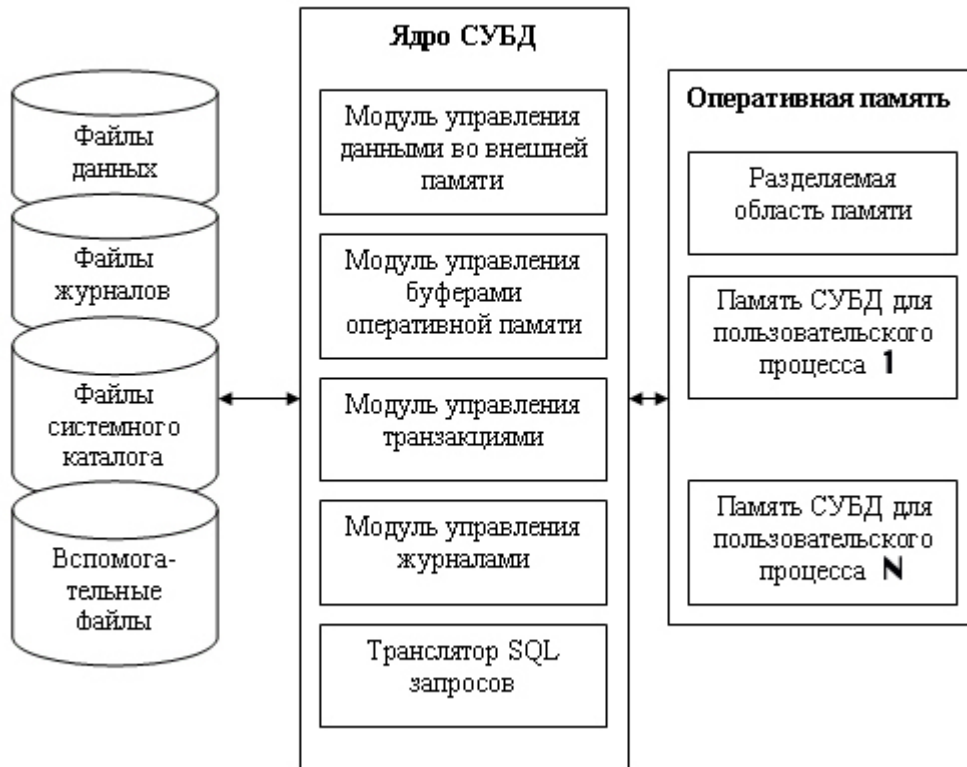 Файлы
данных
Файлы
журналов
Файлы
системного
каталога
Вспомога-
тельные
файлы
Ядро СУБД
Модуль управления
данными во внешней
памяти
Модуль управления
буферами
оперативной памяти
Модуль управления
транзакциями
Модуль управления
журналами
Транслятор SQL
запросов
Оперативная память
Разделяемая
область памяти
Память СУБД для
пользовательского
процесса 1
Память СУБД для
пользовательского
процесса N